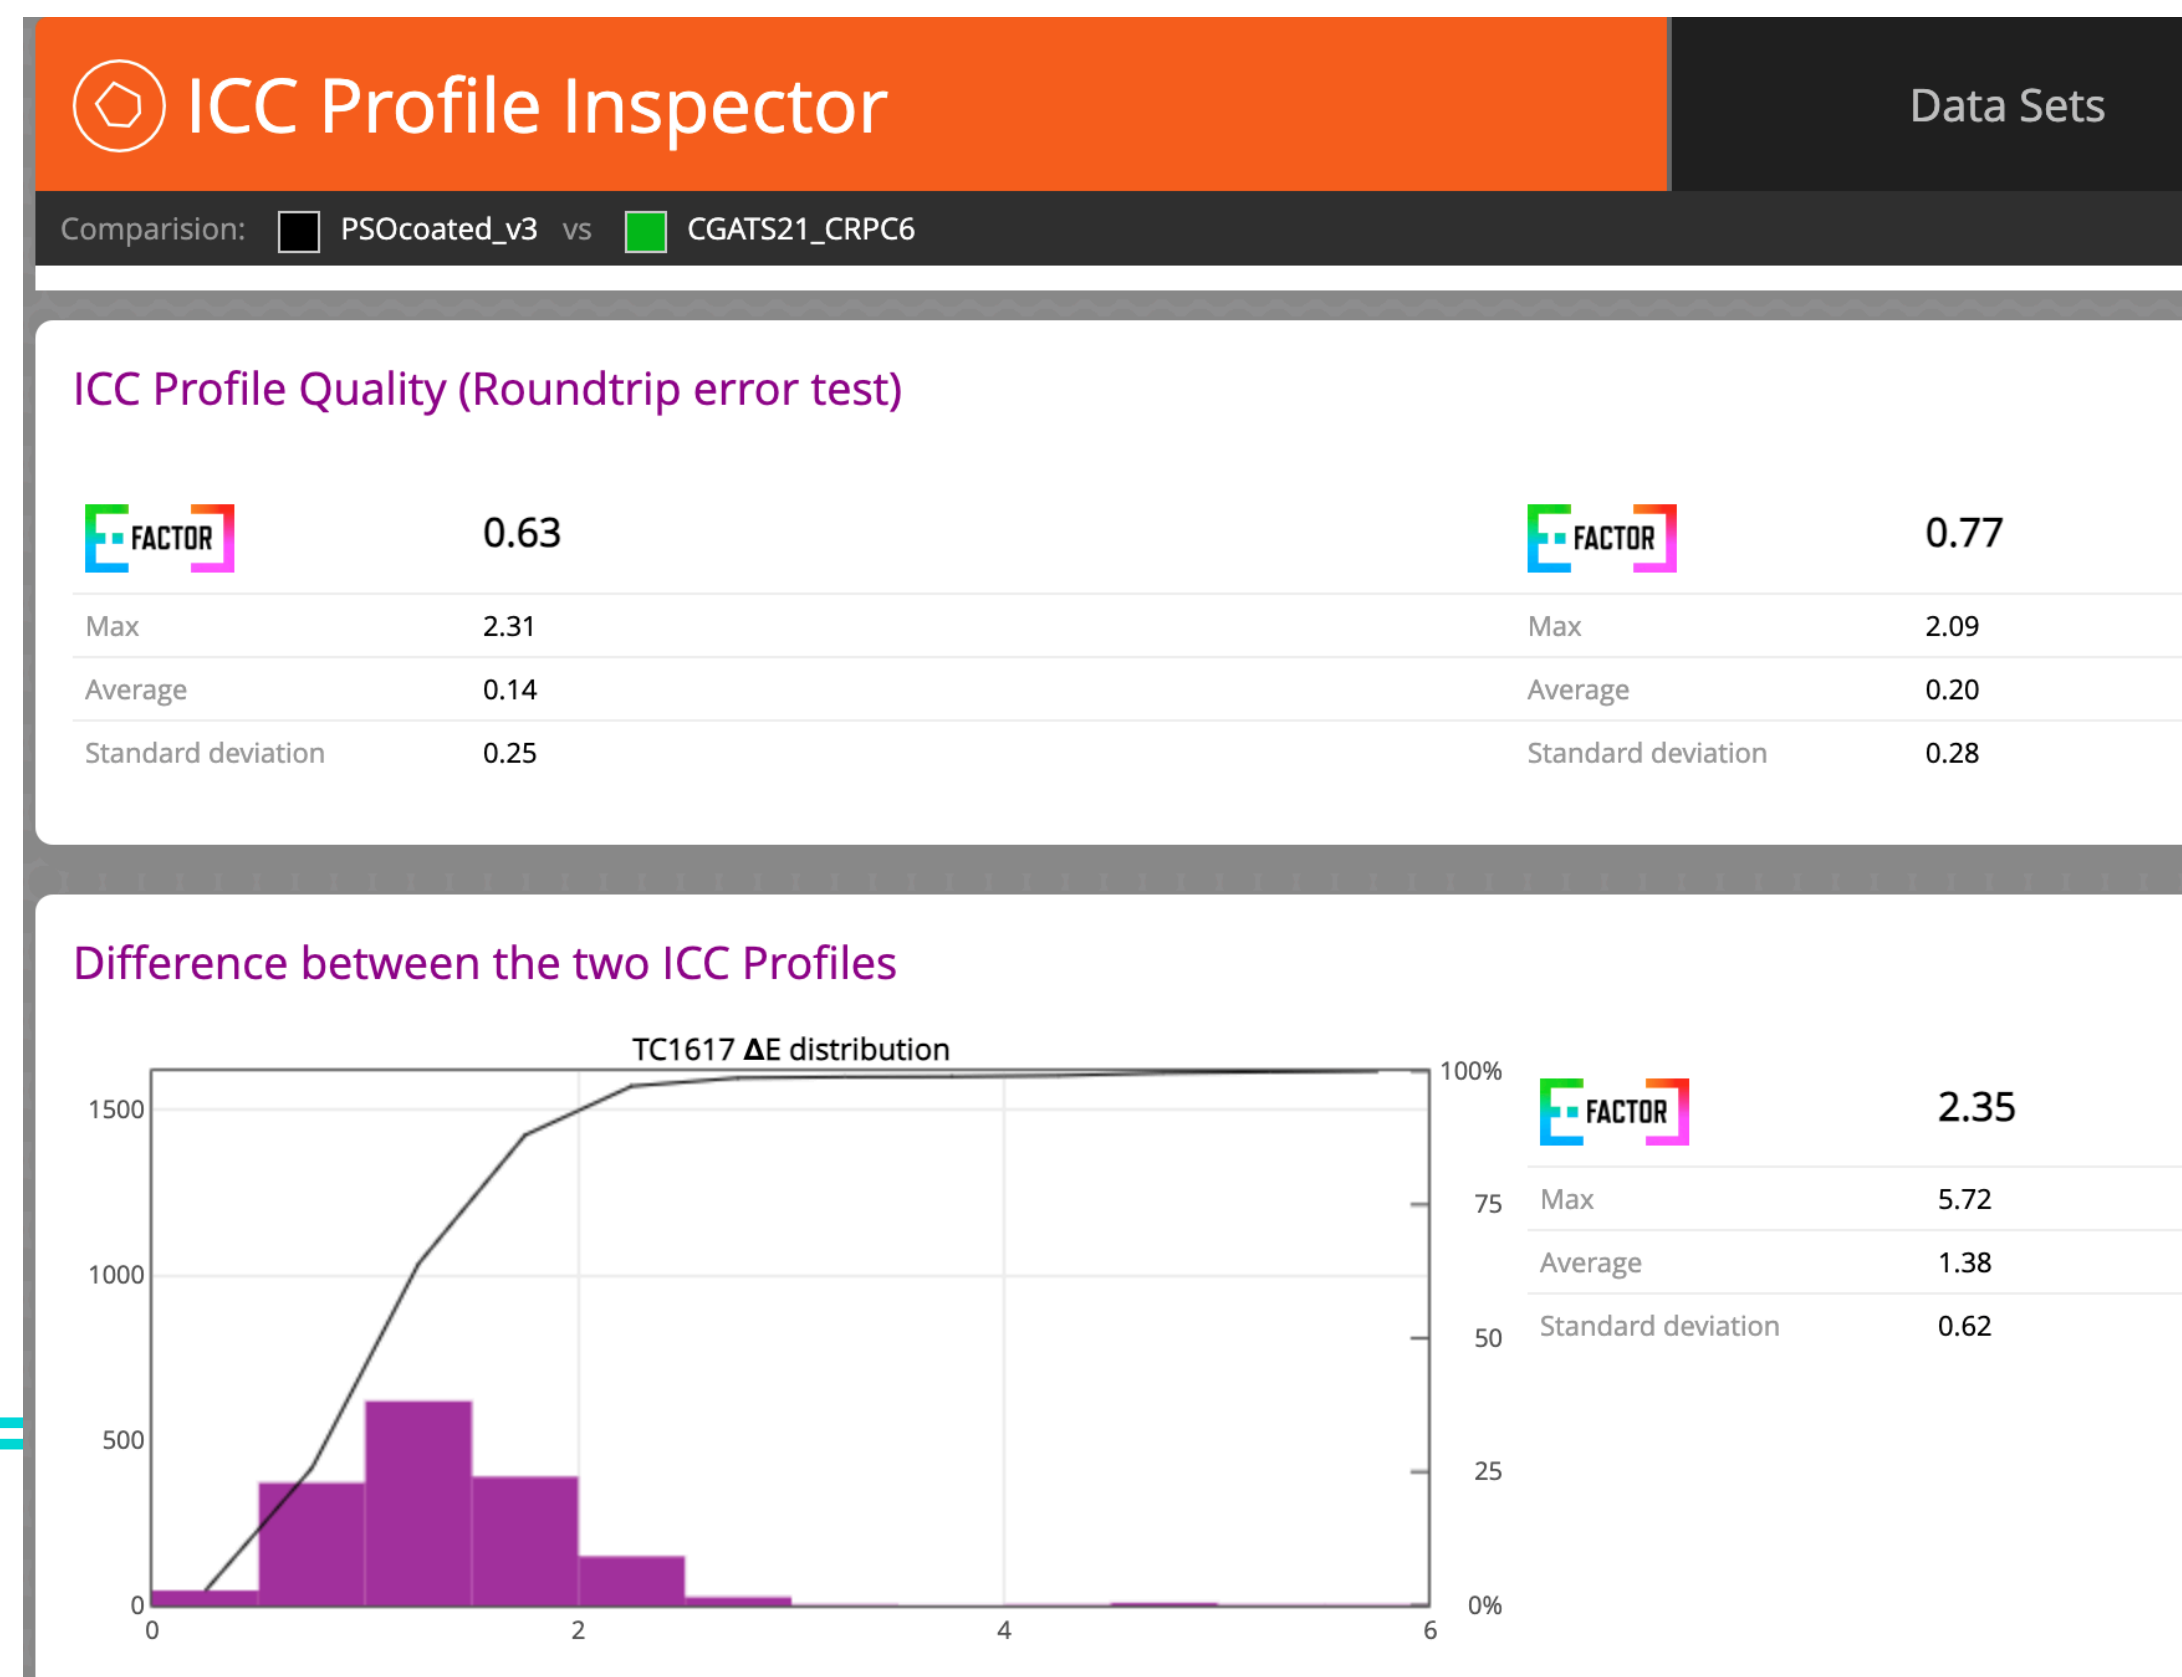 ICC Profile Inspector
Data Sets
Comparision: PSOcoated_v3 vs CGATS21_CRPC6
ICC Profile Quality (Roundtrip error test)
E FACTOR 0.63
Max 2.31
Average 0.14
Standard deviation 0.25
E FACTOR 0.77
Max 2.09
Average 0.20
Standard deviation 0.28
Difference between the two ICC Profiles
TC1617 ΔE distribution
1500
1000
500
0
0 2 4 6
100%
75
50
25
0%
E FACTOR 2.35
Max 5.72
Average 1.38
Standard deviation 0.62